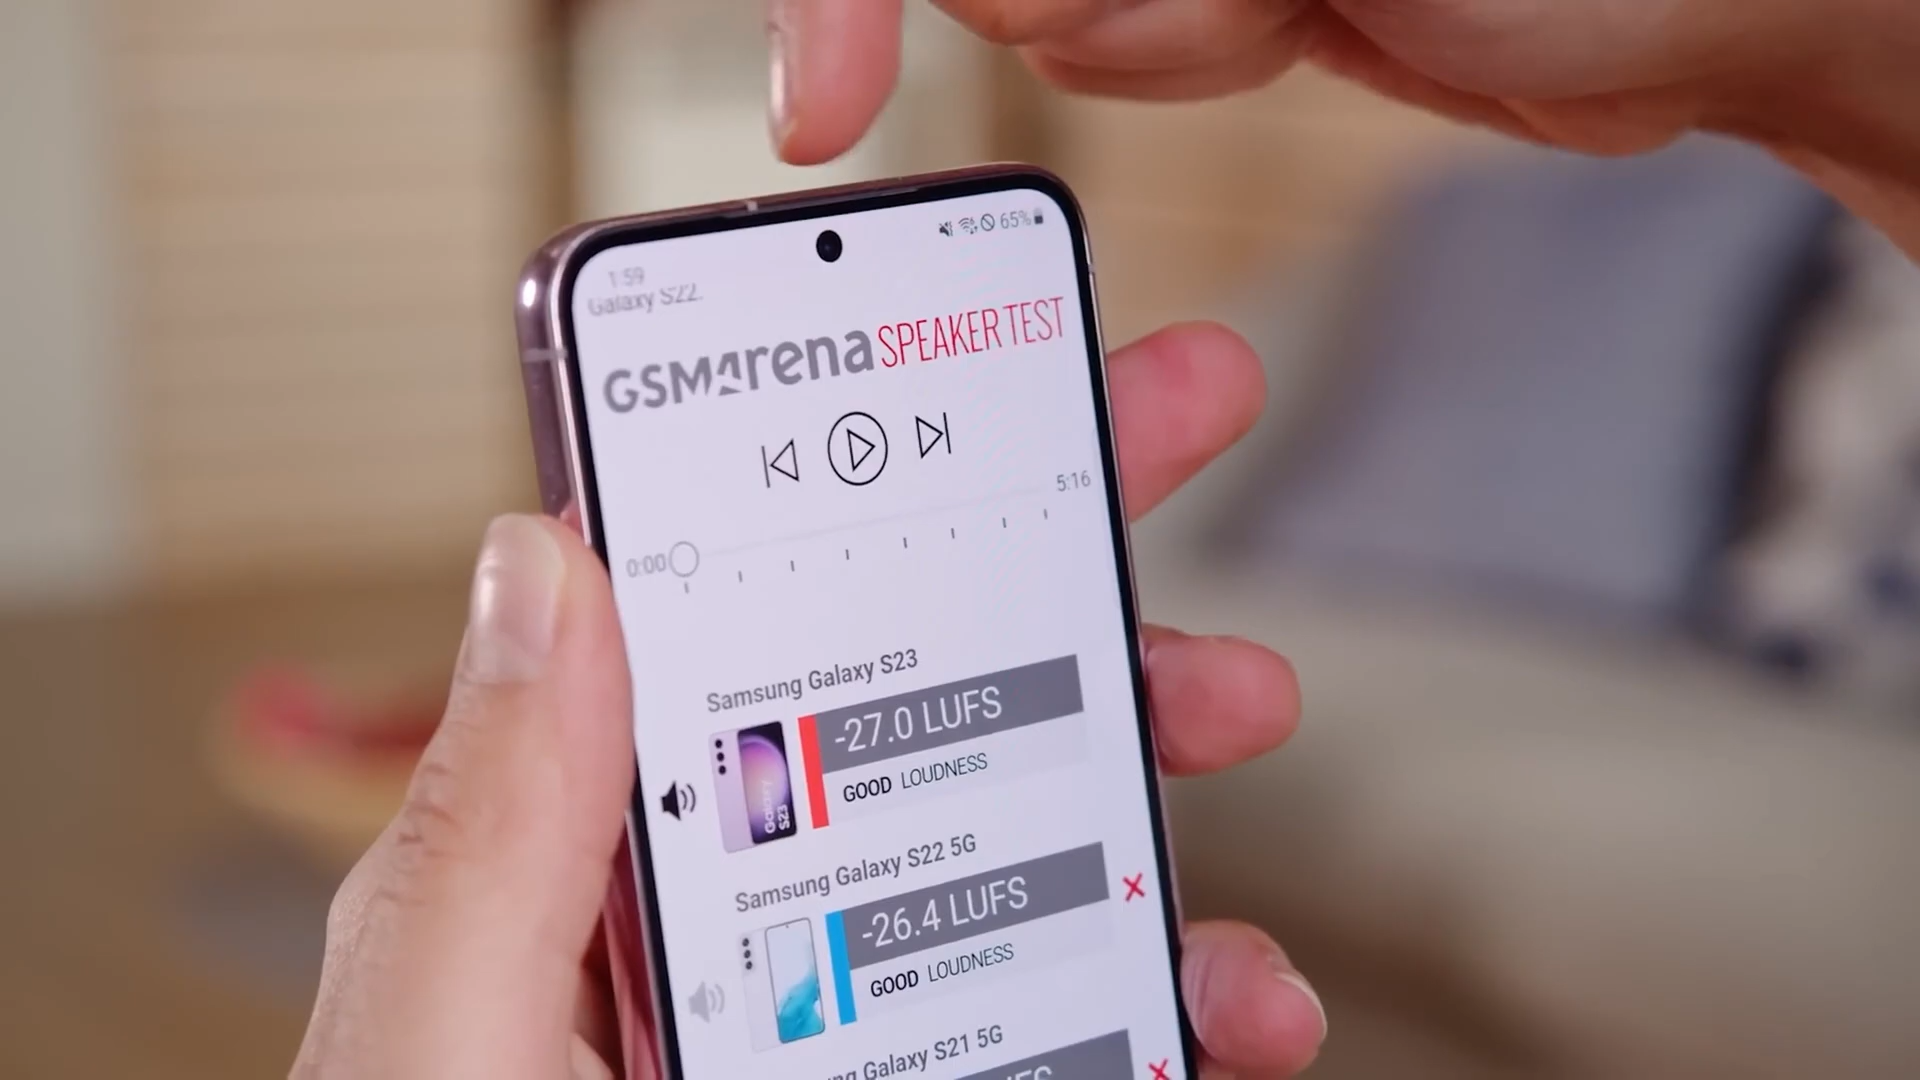 1:59
65%
Galaxy S22.
GSMArena SPEAKER TEST
5:16
0:00
Samsung Galaxy S23
-27.0 LUFS
GOOD LOUDNESS
Galaxy
S23
Samsung Galaxy S22 5G
-26.4 LUFS
GOOD LOUDNESS
Galaxy S21 5G